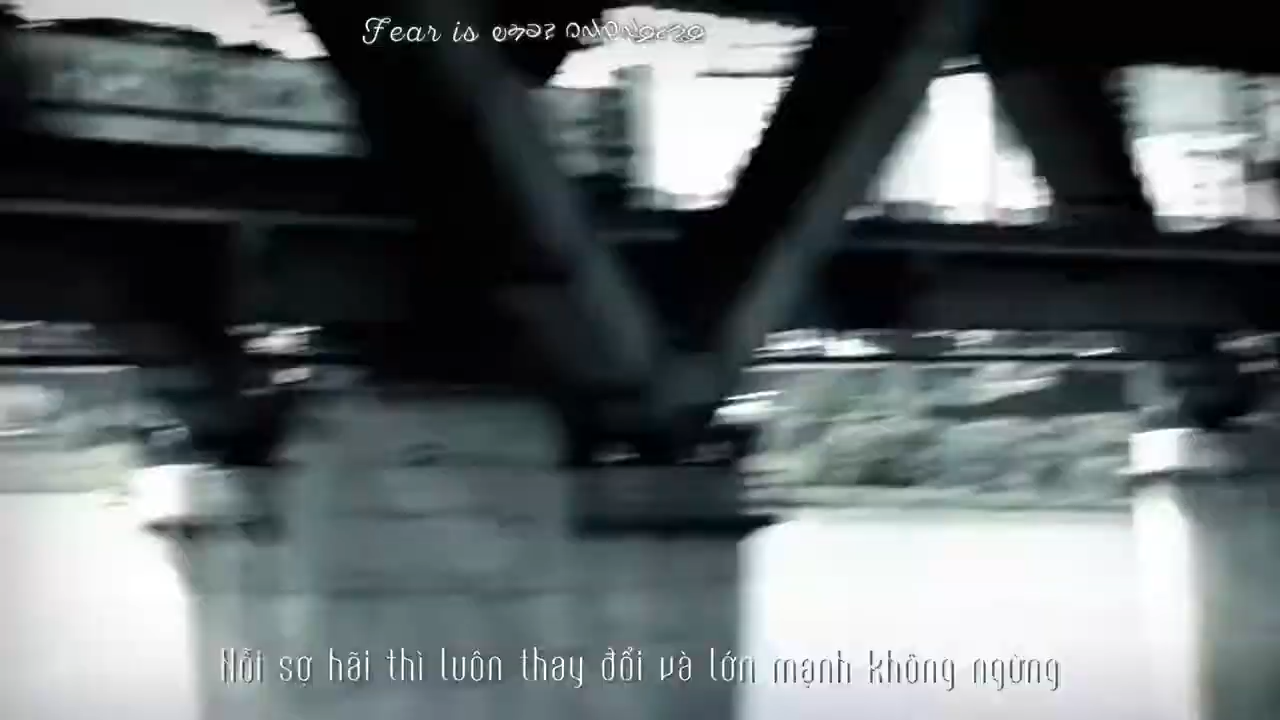 Fear is
Nỗi sợ hãi thì luôn thay đổi và lớn mạnh không ngừng